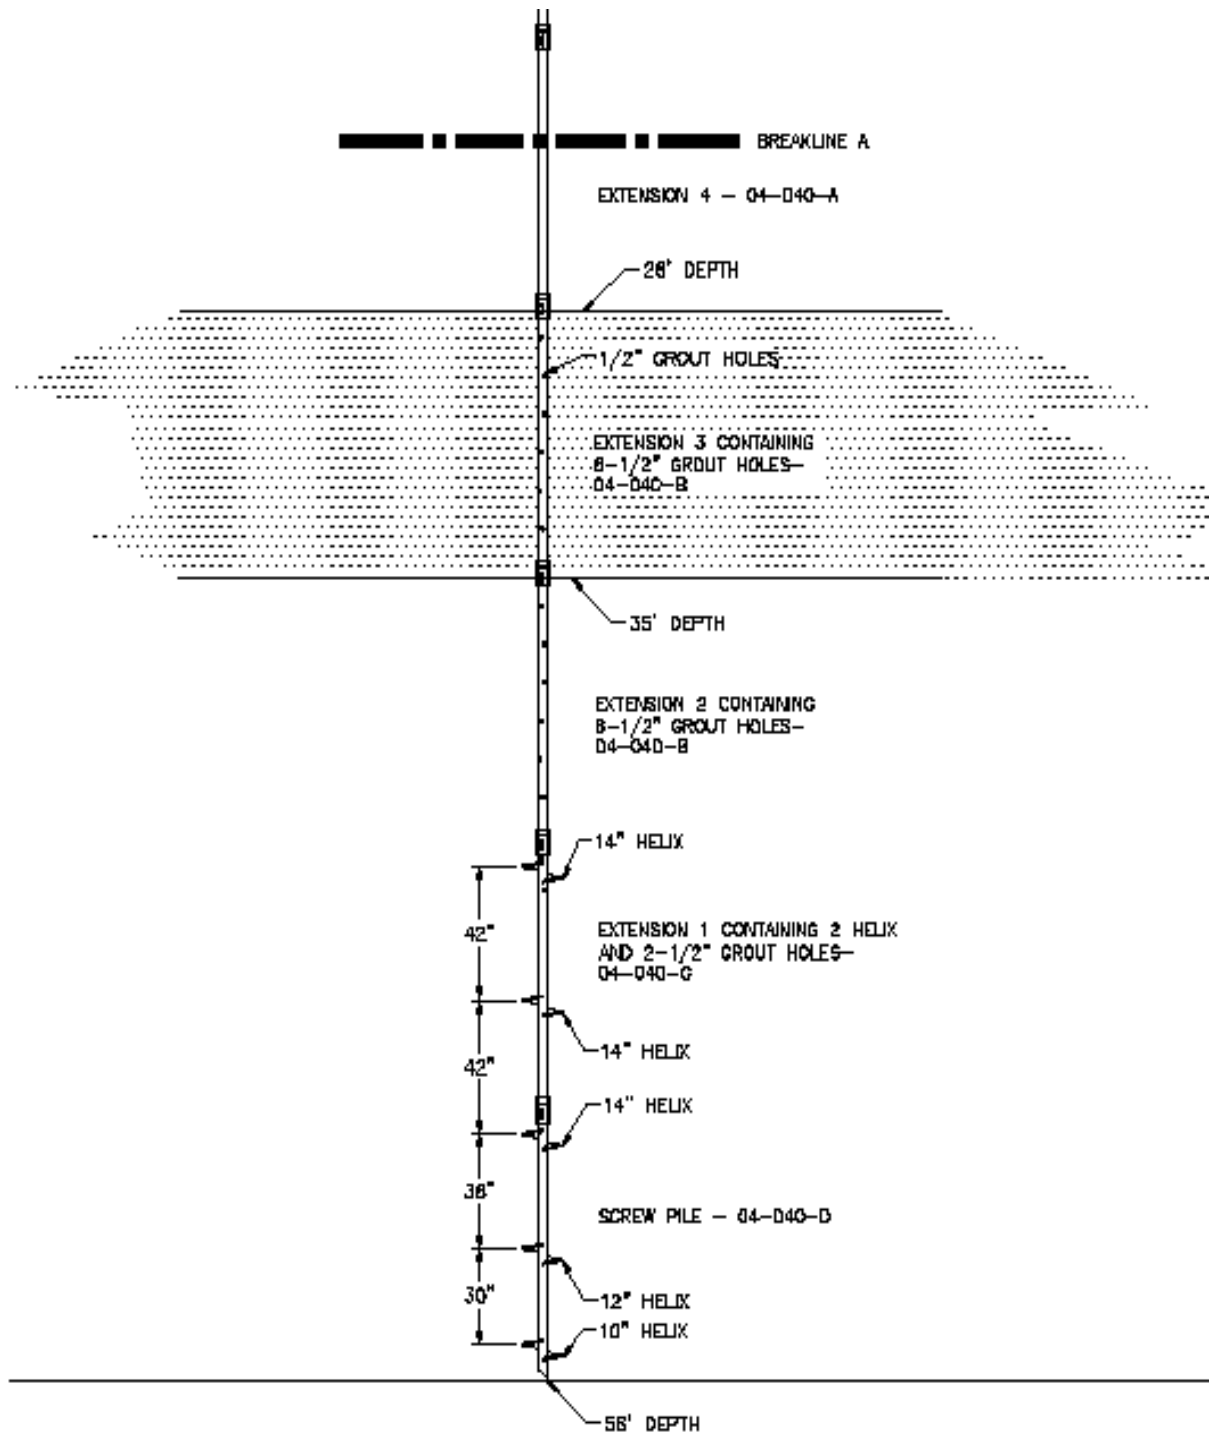 BREAKLINE A
EXTENSION 4 - 04-040-A
28' DEPTH
1/2" GROUT HOLES
EXTENSION 3 CONTAINING
6-1/2" GROUT HOLES-
04-040-B
35' DEPTH
EXTENSION 2 CONTAINING
6-1/2" GROUT HOLES-
04-040-B
14" HELIX
42"
EXTENSION 1 CONTAINING 2 HELIX
AND 2-1/2" GROUT HOLES-
04-040-C
14" HELIX
42"
14" HELIX
36"
SCREW PILE - 04-040-D
30"
12" HELIX
10" HELIX
56' DEPTH